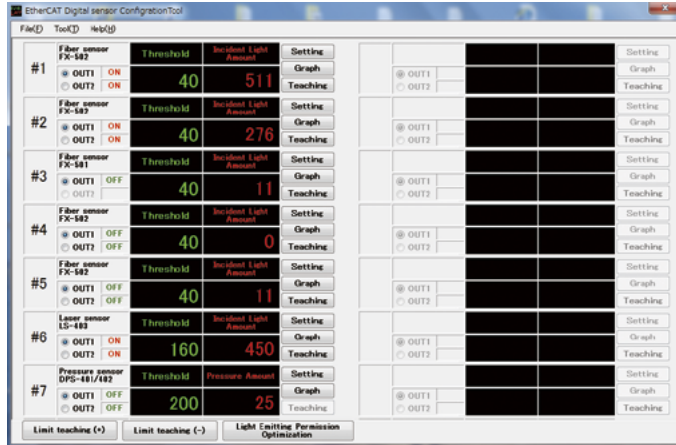 EtherCAT Digital sensor ConfigrationTool
File(F) Tool(T) Help(H)
#1
Fiber sensor
FX-502
OUT1 ON
OUT2 ON
Threshold
40
Incident Light
Amount
511
Setting
Graph
Teaching
OUT1
OUT2
Setting
Graph
Teaching
#2
Fiber sensor
FX-502
OUT1 ON
OUT2 ON
Threshold
40
Incident Light
Amount
276
Setting
Graph
Teaching
OUT1
OUT2
Setting
Graph
Teaching
#3
Fiber sensor
FX-501
OUT1 OFF
OUT2
Threshold
40
Incident Light
Amount
11
Setting
Graph
Teaching
OUT1
OUT2
Setting
Graph
Teaching
#4
Fiber sensor
FX-502
OUT1 OFF
OUT2 OFF
Threshold
40
Incident Light
Amount
0
Setting
Graph
Teaching
OUT1
OUT2
Setting
Graph
Teaching
#5
Fiber sensor
FX-502
OUT1 OFF
OUT2 OFF
Threshold
40
Incident Light
Amount
11
Setting
Graph
Teaching
OUT1
OUT2
Setting
Graph
Teaching
#6
Laser sensor
LS-403
OUT1 ON
OUT2 ON
Threshold
160
Incident Light
Amount
450
Setting
Graph
Teaching
OUT1
OUT2
Setting
Graph
Teaching
#7
Pressure sensor
DPS-401/402
OUT1 OFF
OUT2 OFF
Threshold
200
Pressure Amount
25
Setting
Graph
Teaching
OUT1
OUT2
Setting
Graph
Teaching
Limit teaching (+)
Limit teaching (-)
Light Emitting Permission
Optimization